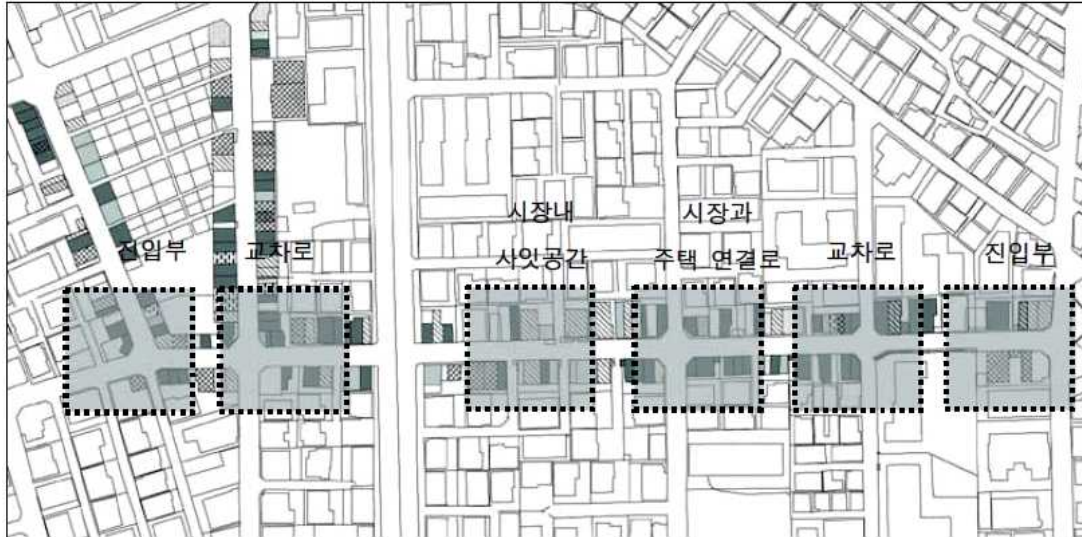 시장내
시장과
진입부
교차로
사잇공간
주택 연결로
교차로
진입부